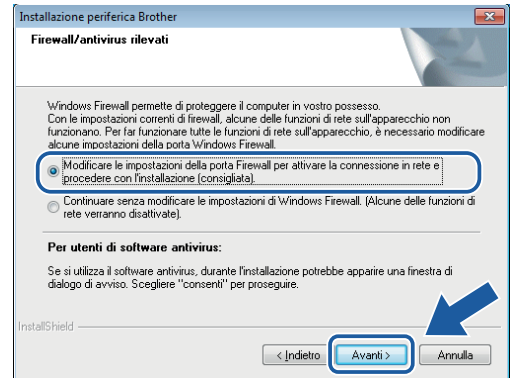 Installazione periferica Brother
Firewall/antivirus rilevati
Windows Firewall permette di proteggere il computer in vostro possesso.
Con le impostazioni correnti di firewall, alcune delle funzioni di rete sull'apparecchio non
funzionano. Per far funzionare tutte le funzioni di rete sull'apparecchio, è necessario modificare
alcune impostazioni della porta Windows Firewall.
Modificare le impostazioni della porta Firewall per attivare la connessione in rete e
procedere con l'installazione (consigliata).
Continuare senza modificare le impostazioni di Windows Firewall. (Alcune delle funzioni di
rete verranno disattivate).
Per utenti di software antivirus:
Se si utilizza il software antivirus, durante l'installazione potrebbe apparire una finestra di
dialogo di avviso. Scegliere "consenti" per proseguire.
InstallShield
< Indietro
Avanti >
Annulla